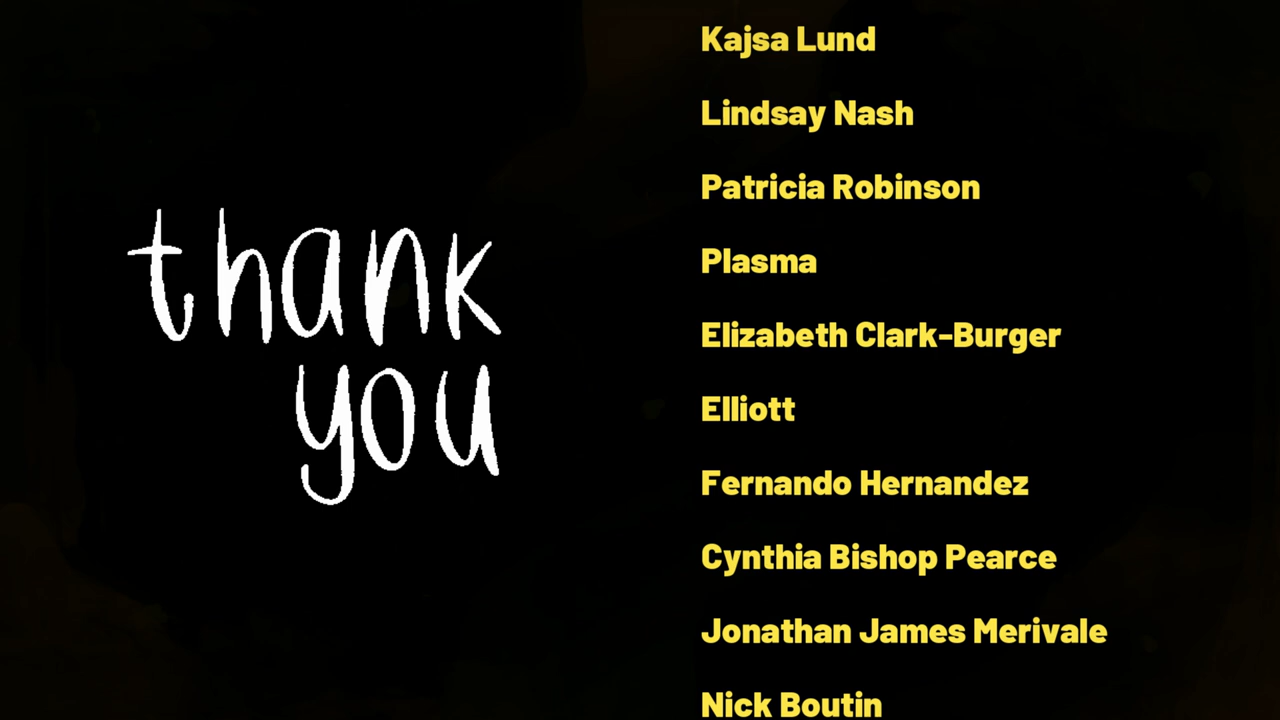 thank
you
Kajsa Lund
Lindsay Nash
Patricia Robinson
Plasma
Elizabeth Clark-Burger
Elliott
Fernando Hernandez
Cynthia Bishop Pearce
Jonathan James Merivale
Nick Boutin